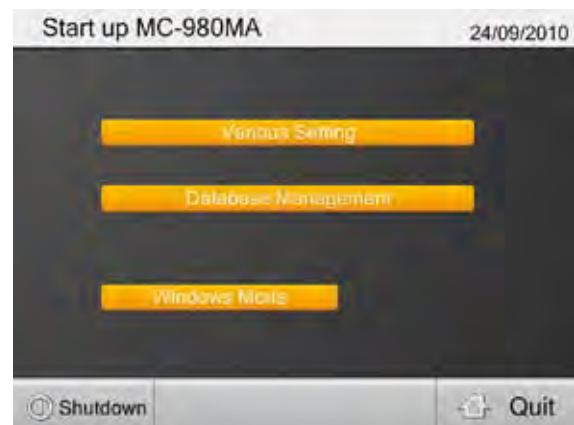 Start up MC-980MA
24/09/2010
Various Setting
Database Management
Windows Mode
Shutdown
Quit